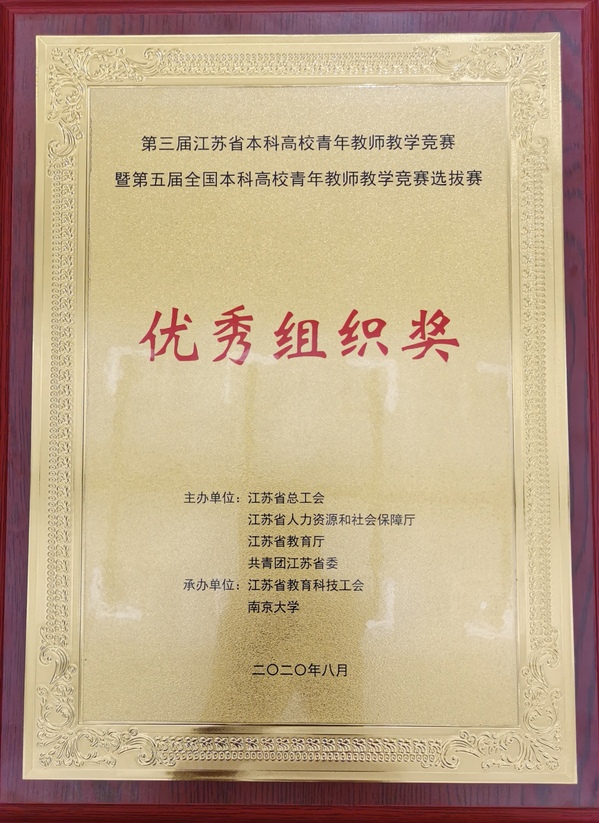 第三届江苏省本科高校青年教师教学竞赛
暨第五届全国本科高校青年教师教学竞赛选拔赛
优秀组织奖
主办单位：江苏省总工会
江苏省人力资源和社会保障厅
江苏省教育厅
共青团江苏省委
承办单位：江苏省教育科技工会
南京大学
二〇二〇年八月